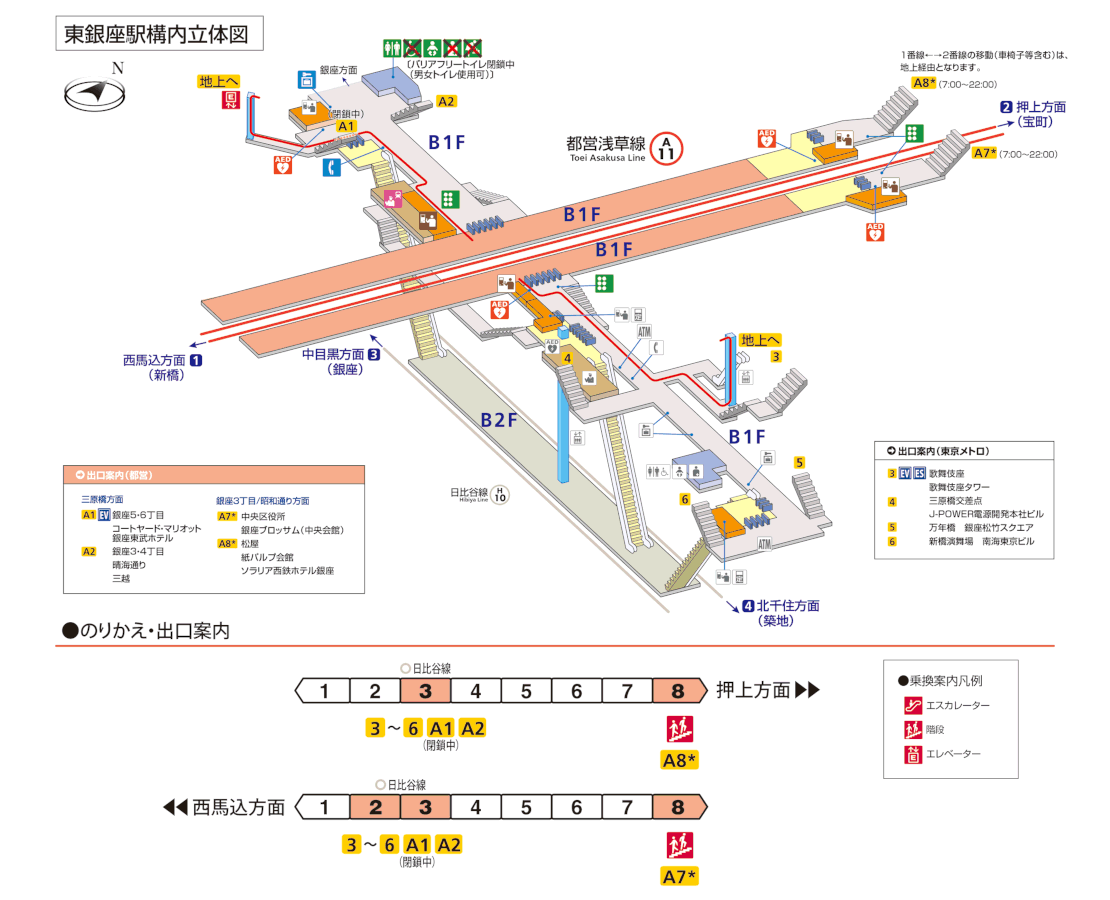 東銀座駅構内立体図
N
地上へ
銀座方面
(バリアフリートイレ閉鎖中
(男女トイレ使用可))
A2
(閉鎖中)
A1
AED
B1F
都営浅草線
Toei Asakusa Line
A
11
AED
1番線←→2番線の移動(車椅子等含む)は、
地上経由となります。
A8* (7:00～22:00)
2 押上方面
(宝町)
A7* (7:00～22:00)
AED
B1F
B1F
西馬込方面 1
(新橋)
中目黒方面 3
(銀座)
AED
AED
4
ATM
地上へ
3
B2F
B1F
日比谷線
Hibiya Line
H
10
5
6
ATM
4 北千住方面
(築地)
出口案内(都営)
三原橋方面
A1 EV 銀座5・6丁目
コートヤード・マリオット
銀座東武ホテル
A2 銀座3・4丁目
晴海通り
三越
銀座3丁目/昭和通り方面
A7* 中央区役所
銀座ブロッサム(中央会館)
A8* 松屋
紙パルプ会館
ソラリア西鉄ホテル銀座
出口案内(東京メトロ)
3 EV ES 歌舞伎座
歌舞伎座タワー
4 三原橋交差点
J-POWER電源開発本社ビル
5 万年橋 銀座松竹スクエア
6 新橋演舞場 南海東京ビル
●のりかえ・出口案内
日比谷線
1 2 3 4 5 6 7 8 押上方面
3 ～ 6 A1 A2
(閉鎖中)
A8*
日比谷線
西馬込方面 1 2 3 4 5 6 7 8
3 ～ 6 A1 A2
(閉鎖中)
A7*
●乗換案内凡例
エスカレーター
階段
エレベーター